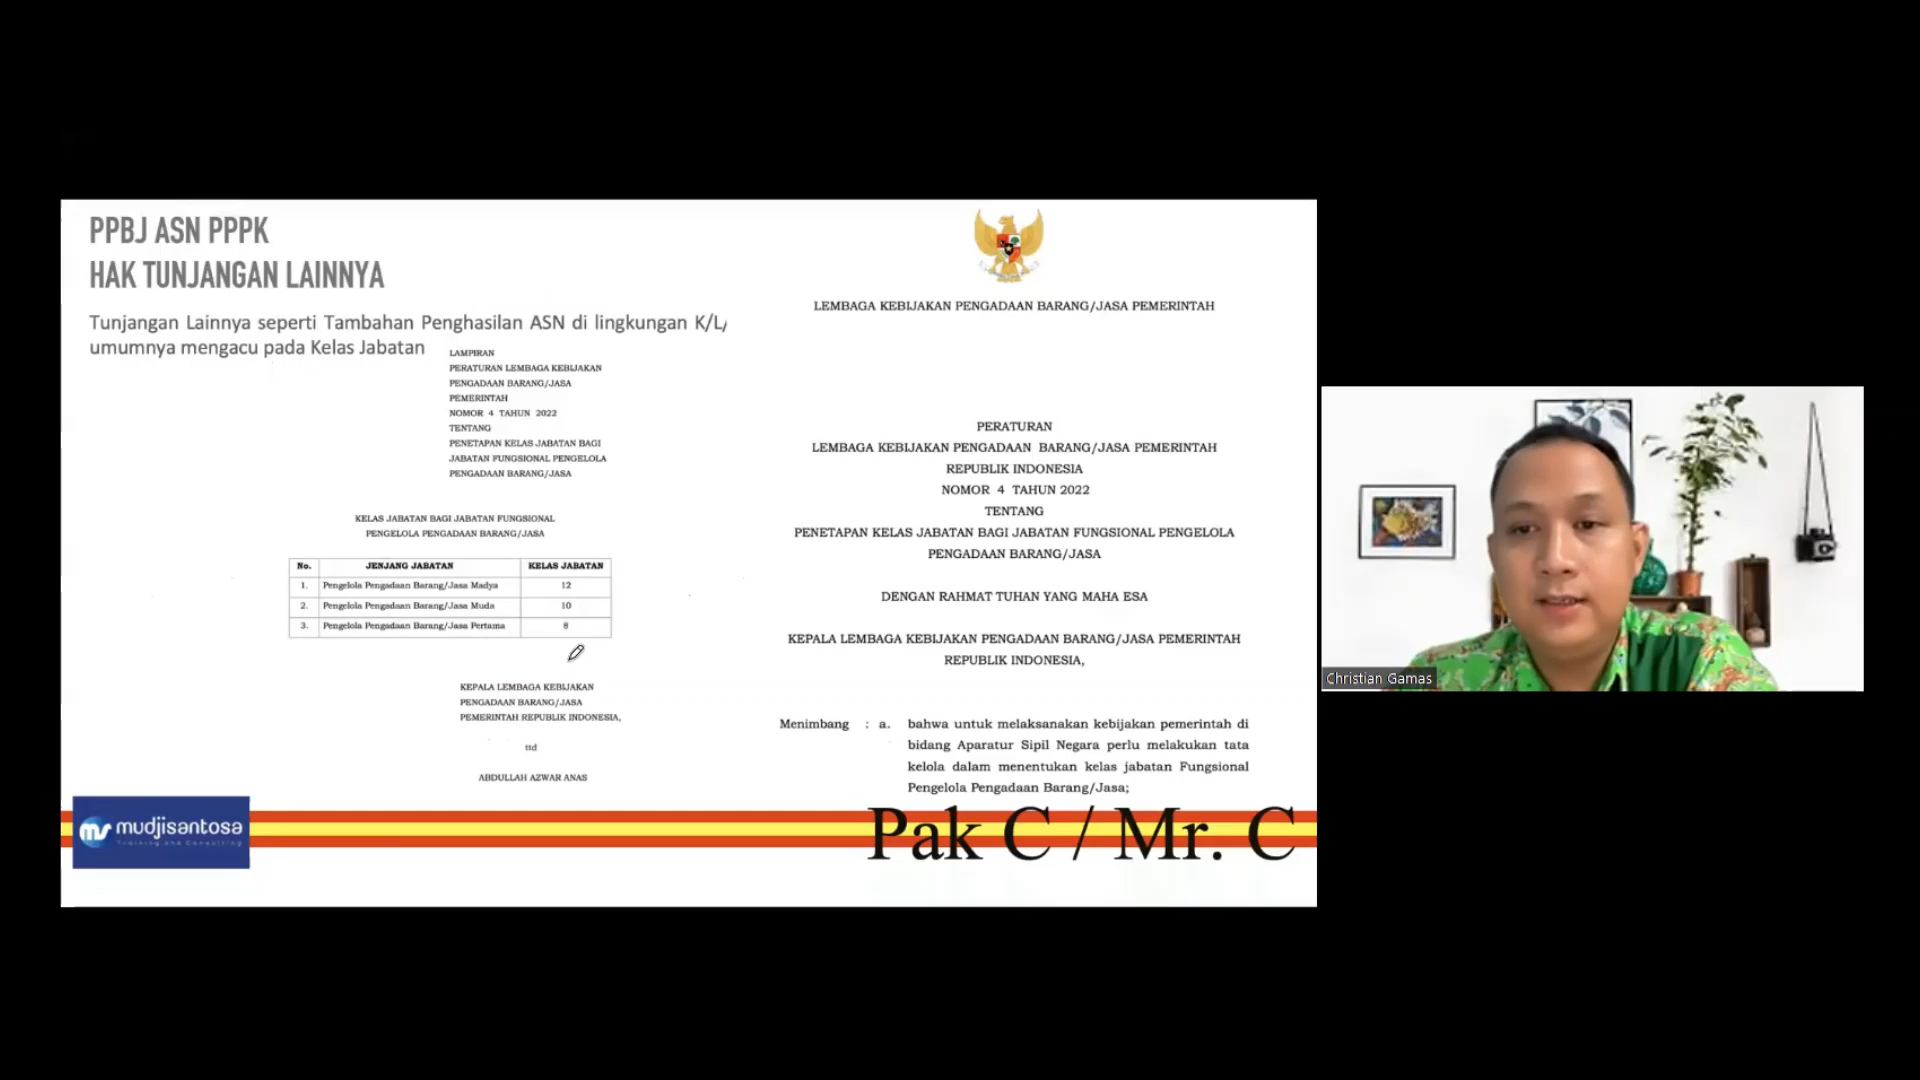 PPBJ ASN PPPK
HAK TUNJANGAN LAINNYA
Tunjangan Lainnya seperti Tambahan Penghasilan ASN di lingkungan K/L/
umumnya mengacu pada Kelas Jabatan
LAMPIRAN
PERATURAN LEMBAGA KEBIJAKAN
PENGADAAN BARANG/JASA
PEMERINTAH
NOMOR 4 TAHUN 2022
TENTANG
PENETAPAN KELAS JABATAN BAGI
JABATAN FUNGSIONAL PENGELOLA
PENGADAAN BARANG/JASA
KELAS JABATAN BAGI JABATAN FUNGSIONAL
PENGELOLA PENGADAAN BARANG/JASA
No. JENJANG JABATAN KELAS JABATAN
1. Pengelola Pengadaan Barang/Jasa Madya 12
2. Pengelola Pengadaan Barang/Jasa Muda 10
3. Pengelola Pengadaan Barang/Jasa Pertama 8
KEPALA LEMBAGA KEBIJAKAN
PENGADAAN BARANG/JASA
PEMERINTAH REPUBLIK INDONESIA,
ttd
ABDULLAH AZWAR ANAS
LEMBAGA KEBIJAKAN PENGADAAN BARANG/JASA PEMERINTAH
PERATURAN
LEMBAGA KEBIJAKAN PENGADAAN BARANG/JASA PEMERINTAH
REPUBLIK INDONESIA
NOMOR 4 TAHUN 2022
TENTANG
PENETAPAN KELAS JABATAN BAGI JABATAN FUNGSIONAL PENGELOLA
PENGADAAN BARANG/JASA
DENGAN RAHMAT TUHAN YANG MAHA ESA
KEPALA LEMBAGA KEBIJAKAN PENGADAAN BARANG/JASA PEMERINTAH
REPUBLIK INDONESIA,
Menimbang : a. bahwa untuk melaksanakan kebijakan pemerintah di
bidang Aparatur Sipil Negara perlu melakukan tata
kelola dalam menentukan kelas jabatan Fungsional
Pengelola Pengadaan Barang/Jasa;
ms mudjisantosa
Training and Consulting
Pak C / Mr. C
Christian Gamas